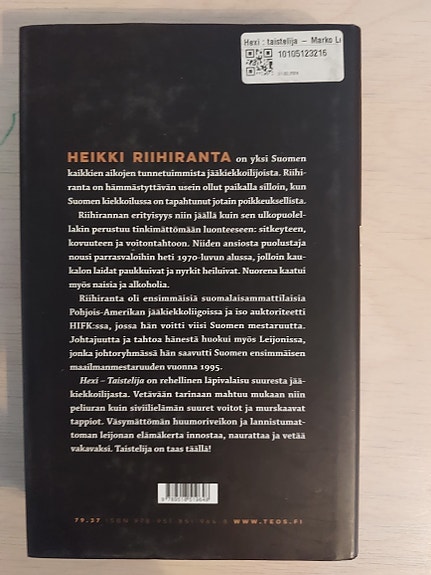 Hexi : taistelija – Marko Le
10105123216
HEIKKI RIIHIRANTA on yksi Suomen
kaikkien aikojen tunnetuimmista jääkiekkoilijoista. Riihi-
ranta on hämmästyttävän usein ollut paikalla silloin, kun
Suomen kiekkoilussa on tapahtunut jotain poikkeuksellista.
Riihirannan erityisyys niin jäällä kuin sen ulkopuolel-
lakin perustuu tinkimättömään luonteeseen: sitkeyteen,
kovuuteen ja voitontahtoon. Niiden ansiosta puolustaja
nousi parrasvaloihin heti 1970-luvun alussa, jolloin kau-
kalon laidat paukkuivat ja nyrkit heiluivat. Nuorena kaatui
myös naisia ja alkoholia.
Riihiranta oli ensimmäisiä suomalaisammattilaisia
Pohjois-Amerikan jääkiekkoliigoissa ja iso auktoriteetti
HIFK:ssa, jossa hän voitti viisi Suomen mestaruutta.
Johtajuutta ja tahtoa hänestä huokui myös Leijonissa,
jonka johtoryhmässä hän saavutti Suomen ensimmäisen
maailmanmestaruuden vuonna 1995.
Hexi – Taistelija on rehellinen läpivalaisu suuresta jää-
kiekkoilijasta. Vetävään tarinaan mahtuu mukaan niin
peliuran kuin siviilielämän suuret voitot ja murskaavat
tappiot. Väsymättömän huumoriveikon ja lannistumat-
toman leijonan elämäkerta innostaa, naurattaa ja vetää
vakavaksi. Taistelija on taas täällä!
79.37 ISBN WWW.TEOS.FI